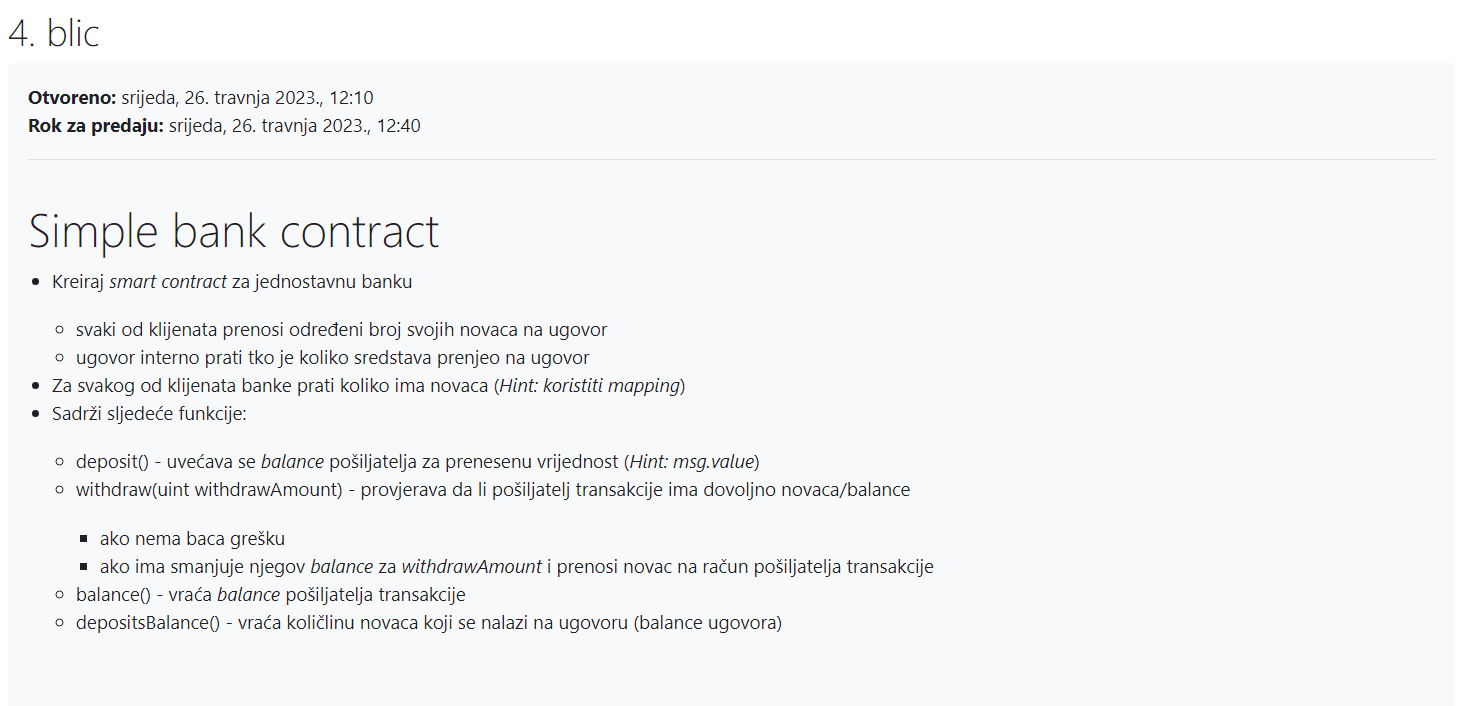 4. blic
Otvoreno: srijeda, 26. travnja 2023., 12:10
Rok za predaju: srijeda, 26. travnja 2023., 12:40
Simple bank contract
Kreiraj smart contract za jednostavnu banku
svaki od klijenata prenosi određeni broj svojih novaca na ugovor
ugovor interno prati tko je koliko sredstava prenjeo na ugovor
Za svakog od klijenata banke prati koliko ima novaca (Hint: koristiti mapping)
Sadrži sljedeće funkcije:
deposit() - uvećava se balance pošiljatelja za prenesenu vrijednost (Hint: msg.value)
withdraw(uint withdrawAmount) - provjerava da li pošiljatelj transakcije ima dovoljno novaca/balance
ako nema baca grešku
ako ima smanjuje njegov balance za withdrawAmount i prenosi novac na račun pošiljatelja transakcije
balance() - vraća balance pošiljatelja transakcije
depositsBalance() - vraća količlinu novaca koji se nalazi na ugovoru (balance ugovora)